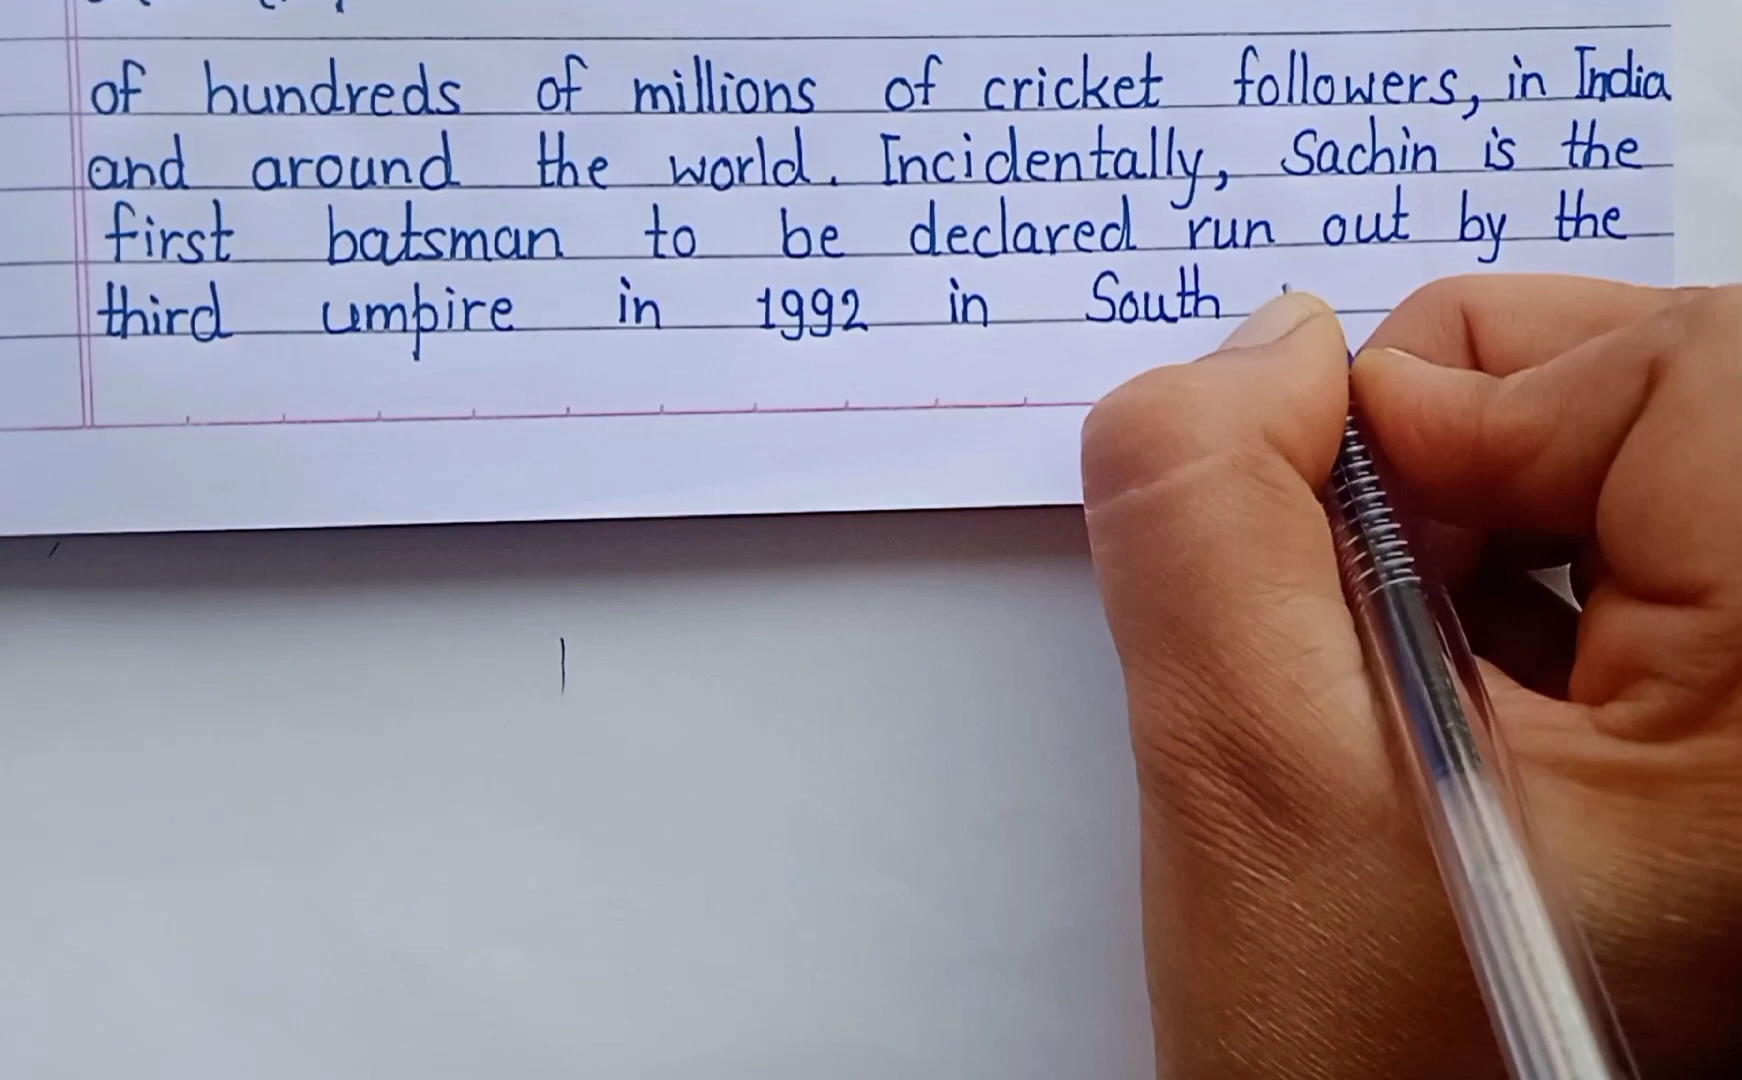 of hundreds of millions of cricket followers, in India
and around the world. Incidentally, Sachin is the
first batsman to be declared run out by the
third umpire in 1992 in South